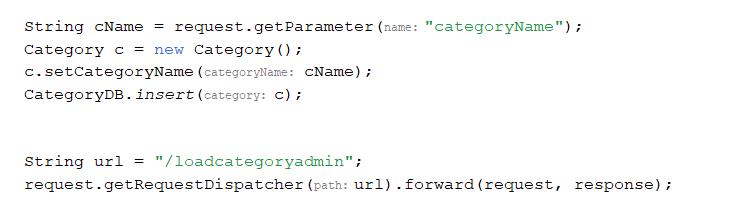 String cName = request.getParameter(name: "categoryName");
Category c = new Category();
c.setCategoryName(categoryName: cName);
CategoryDB.insert(category: c);
String url = "/loadcategoryadmin";
request.getRequestDispatcher(path: url).forward(request, response);